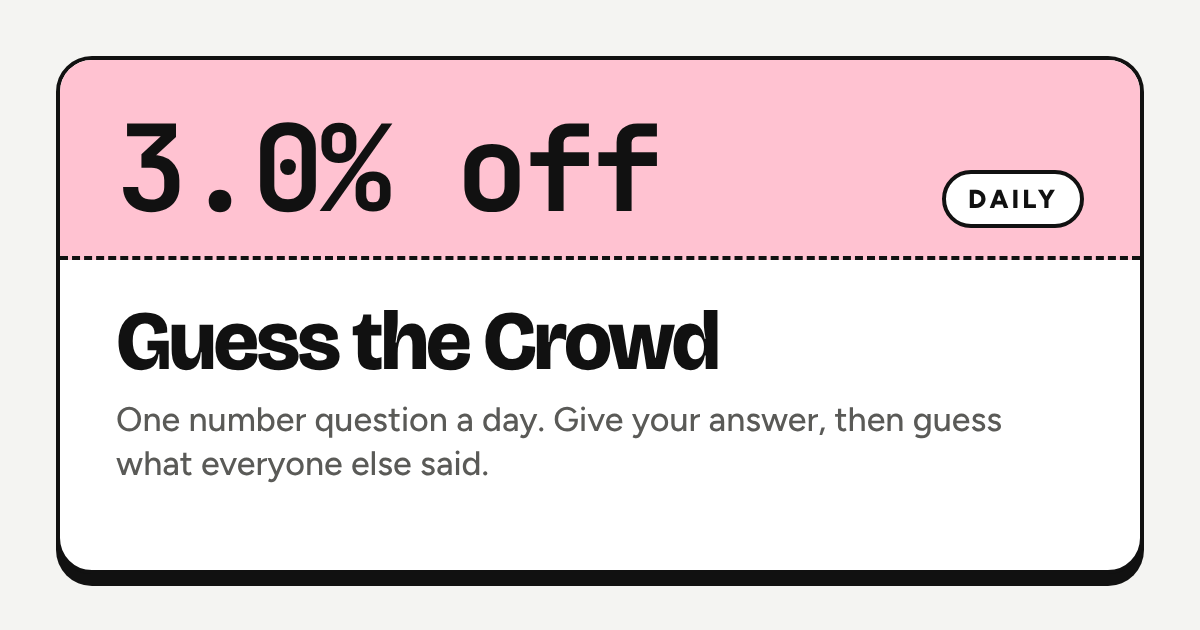 3.0% off
DAILY
Guess the Crowd
One number question a day. Give your answer, then guess
what everyone else said.